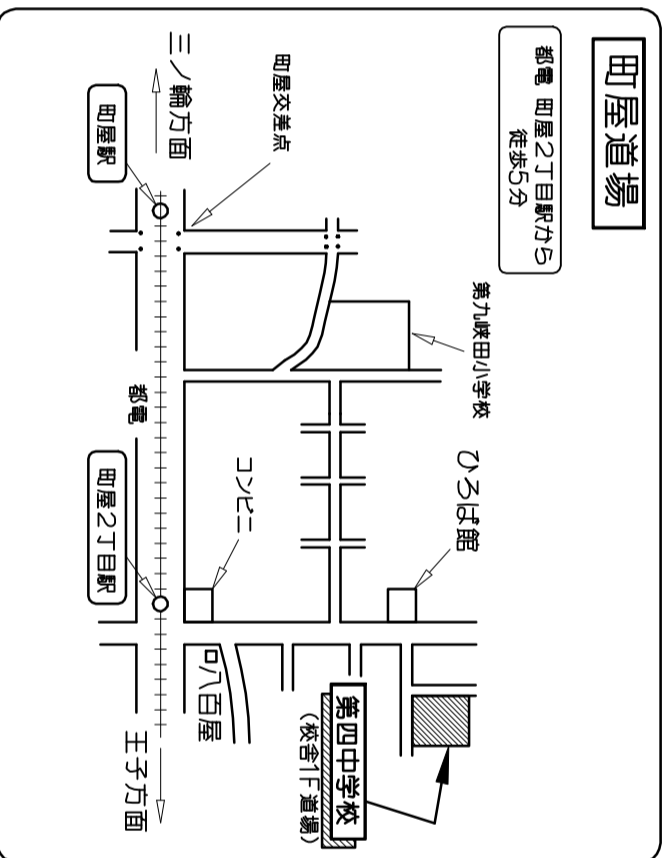 町屋道場
都電 町屋2丁目駅から
徒歩5分
町屋交差点
三ノ輪方面
町屋駅
第九峡田小学校
都電
ひろば館
コンビニ
町屋2丁目駅
八百屋
第四中学校
(校舎1F道場)
王子方面